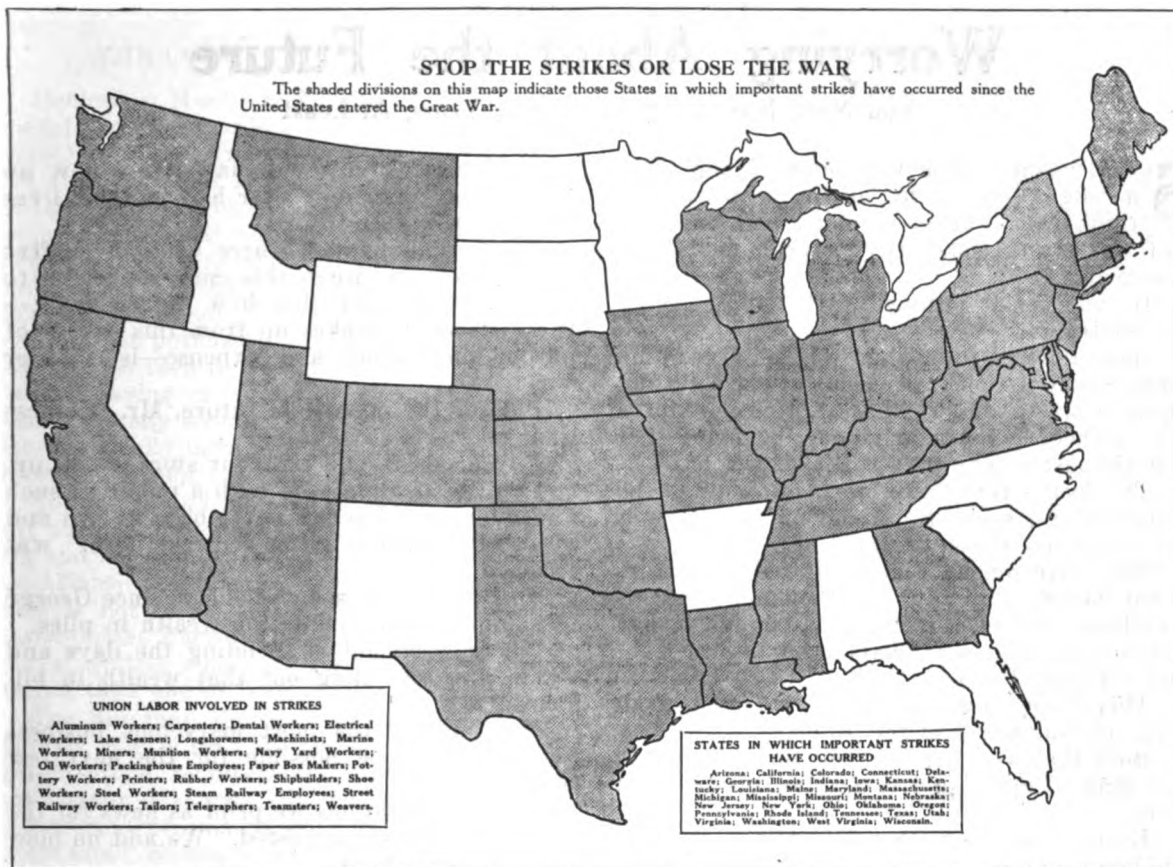 STOP THE STRIKES OR LOSE THE WAR
The shaded divisions on this map indicate those States in which important strikes have occurred since the
United States entered the Great War.
UNION LABOR INVOLVED IN STRIKES
Aluminum Workers; Carpenters; Dental Workers; Electrical
Workers; Lake Seamen; Longshoremen; Machinists; Marine
Workers; Miners; Munition Workers; Navy Yard Workers;
Oil Workers; Packinghouse Employees; Paper Box Makers; Pot-
tery Workers; Printers; Rubber Workers; Shipbuilders; Shoe
Workers; Steel Workers; Steam Railway Employees; Street
Railway Workers; Tailors; Telegraphers; Teamsters; Weavers.
STATES IN WHICH IMPORTANT STRIKES
HAVE OCCURRED
Arizona; California; Colorado; Connecticut; Dela-
ware; Georgia; Illinois; Indiana; Iowa; Kansas; Ken-
tucky; Louisiana; Maine; Maryland; Massachusetts;
Michigan; Mississippi; Missouri; Montana; Nebraska;
New Jersey; New York; Ohio; Oklahoma; Oregon;
Pennsylvania; Rhode Island; Tennessee; Texas; Utah;
Virginia; Washington; West Virginia; Wisconsin.